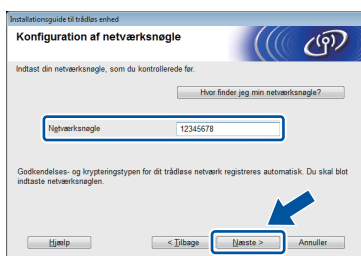 Installationsguide til trådløs enhed
Konfiguration af netværksnøgle
Indtast din netværksnøgle, som du kontrollerede før.
Hvor finder jeg min netværksnøgle?
Netværksnøgle 12345678
Godkendelses- og krypteringstypen for dit trådløse netværk registreres automatisk. Du skal blot
indtaste netværksnøglen.
Hjælp < Tilbage Næste > Annuller